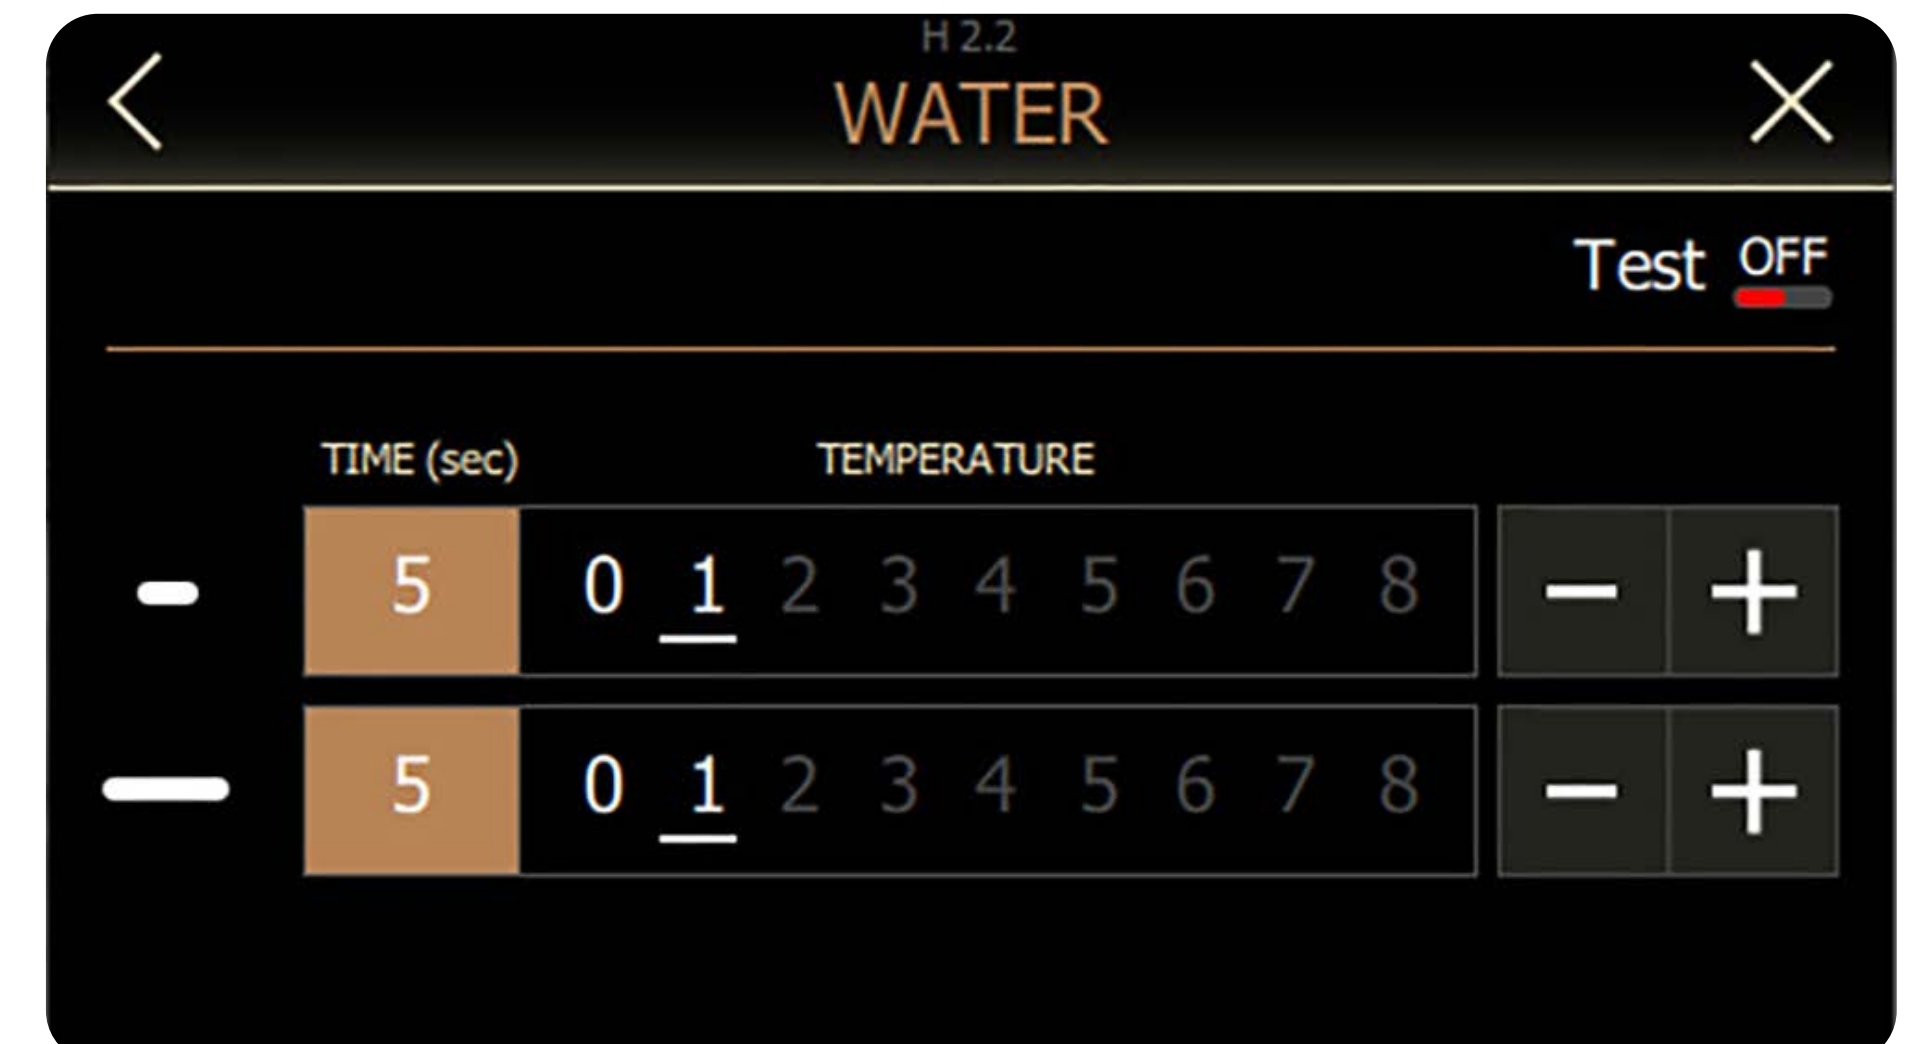 H 2.2
WATER
Test OFF
TIME (sec) TEMPERATURE
5 0 1 2 3 4 5 6 7 8 − +
5 0 1 2 3 4 5 6 7 8 − +